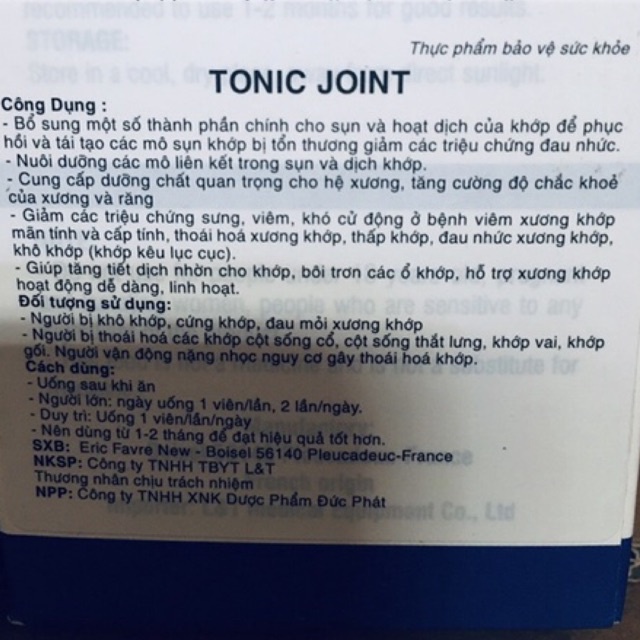 recommended to use 1-2 months for good results.
STORAGE:
Thực phẩm bảo vệ sức khỏe
TONIC JOINT
Công Dụng :
- Bổ sung một số thành phần chính cho sụn và hoạt dịch của khớp để phục
hồi và tái tạo các mô sụn khớp bị tổn thương giảm các triệu chứng đau nhức.
- Nuôi dưỡng các mô liên kết trong sụn và dịch khớp.
- Cung cấp dưỡng chất quan trọng cho hệ xương, tăng cường độ chắc khoẻ
của xương và răng
- Giảm các triệu chứng sưng, viêm, khó cử động ở bệnh viêm xương khớp
mãn tính và cấp tính, thoái hoá xương khớp, thấp khớp, đau nhức xương khớp,
khô khớp (khớp kêu lục cục).
- Giúp tăng tiết dịch nhờn cho khớp, bôi trơn các ổ khớp, hỗ trợ xương khớp
hoạt động dễ dàng, linh hoạt.
Đối tượng sử dụng:
- Người bị khô khớp, cứng khớp, đau mỏi xương khớp
- Người bị thoái hoá các khớp cột sống cổ, cột sống thắt lưng, khớp vai, khớp
gối. Người vận động nặng nhọc nguy cơ gây thoái hoá khớp.
Cách dùng:
- Uống sau khi ăn
- Người lớn: ngày uống 1 viên/lần, 2 lần/ngày.
- Duy trì: Uống 1 viên/lần/ngày
- Nên dùng từ 1-2 tháng để đạt hiệu quả tốt hơn.
SXB: Eric Favre New - Boisel 56140 Pleucadeuc-France
NKSP: Công ty TNHH TBYT L&T
Thương nhân chịu trách nhiệm
NPP: Công ty TNHH XNK Dược Phẩm Đức Phát